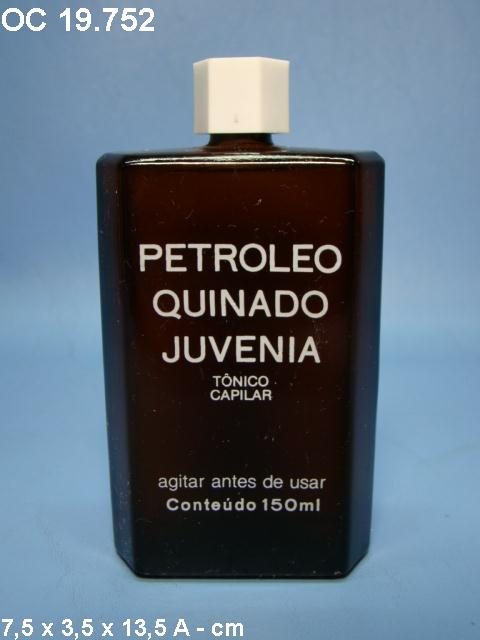 OC 19.752
PETROLEO
QUINADO
JUVENIA
TÔNICO
CAPILAR
agitar antes de usar
Conteúdo 150ml
7,5 x 3,5 x 13,5 A - cm